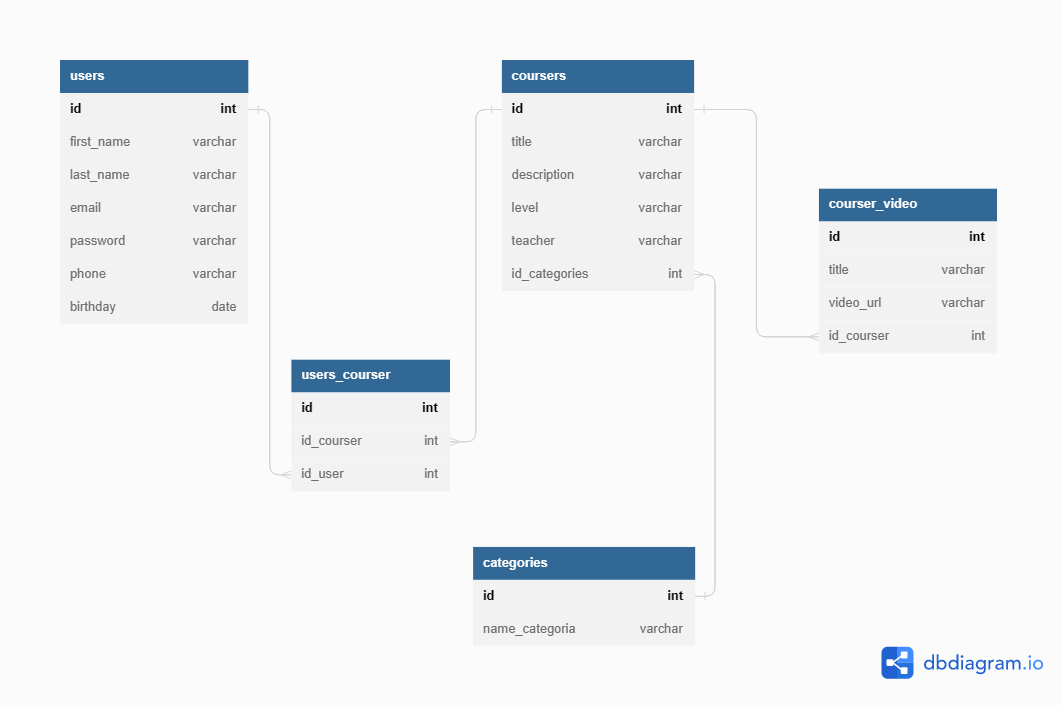 users
id int
first_name varchar
last_name varchar
email varchar
password varchar
phone varchar
birthday date
coursers
id int
title varchar
description varchar
level varchar
teacher varchar
id_categories int
courser_video
id int
title varchar
video_url varchar
id_courser int
users_courser
id int
id_courser int
id_user int
categories
id int
name_categoria varchar
dbdiagram.io